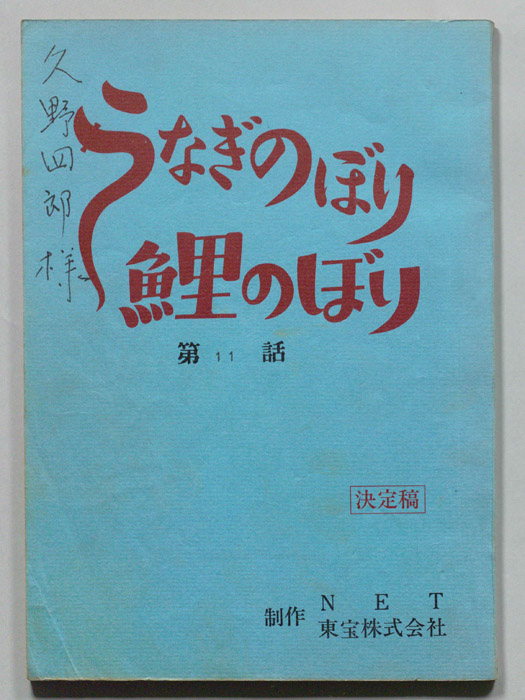 久野四郎様
うなぎのぼり
鯉のぼり
第11話
決定稿
制作 NET
東宝株式会社